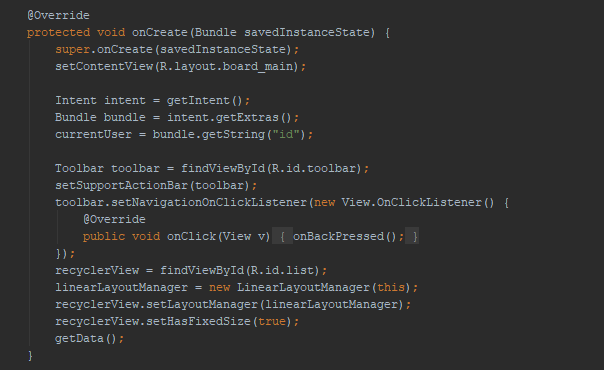 @Override
protected void onCreate(Bundle savedInstanceState) {
super.onCreate(savedInstanceState);
setContentView(R.layout.board_main);
Intent intent = getIntent();
Bundle bundle = intent.getExtras();
currentUser = bundle.getString("id");
Toolbar toolbar = findViewById(R.id.toolbar);
setSupportActionBar(toolbar);
toolbar.setNavigationOnClickListener(new View.OnClickListener() {
@Override
public void onClick(View v) { onBackPressed(); }
});
recyclerView = findViewById(R.id.list);
linearLayoutManager = new LinearLayoutManager(this);
recyclerView.setLayoutManager(linearLayoutManager);
recyclerView.setHasFixedSize(true);
getData();
}